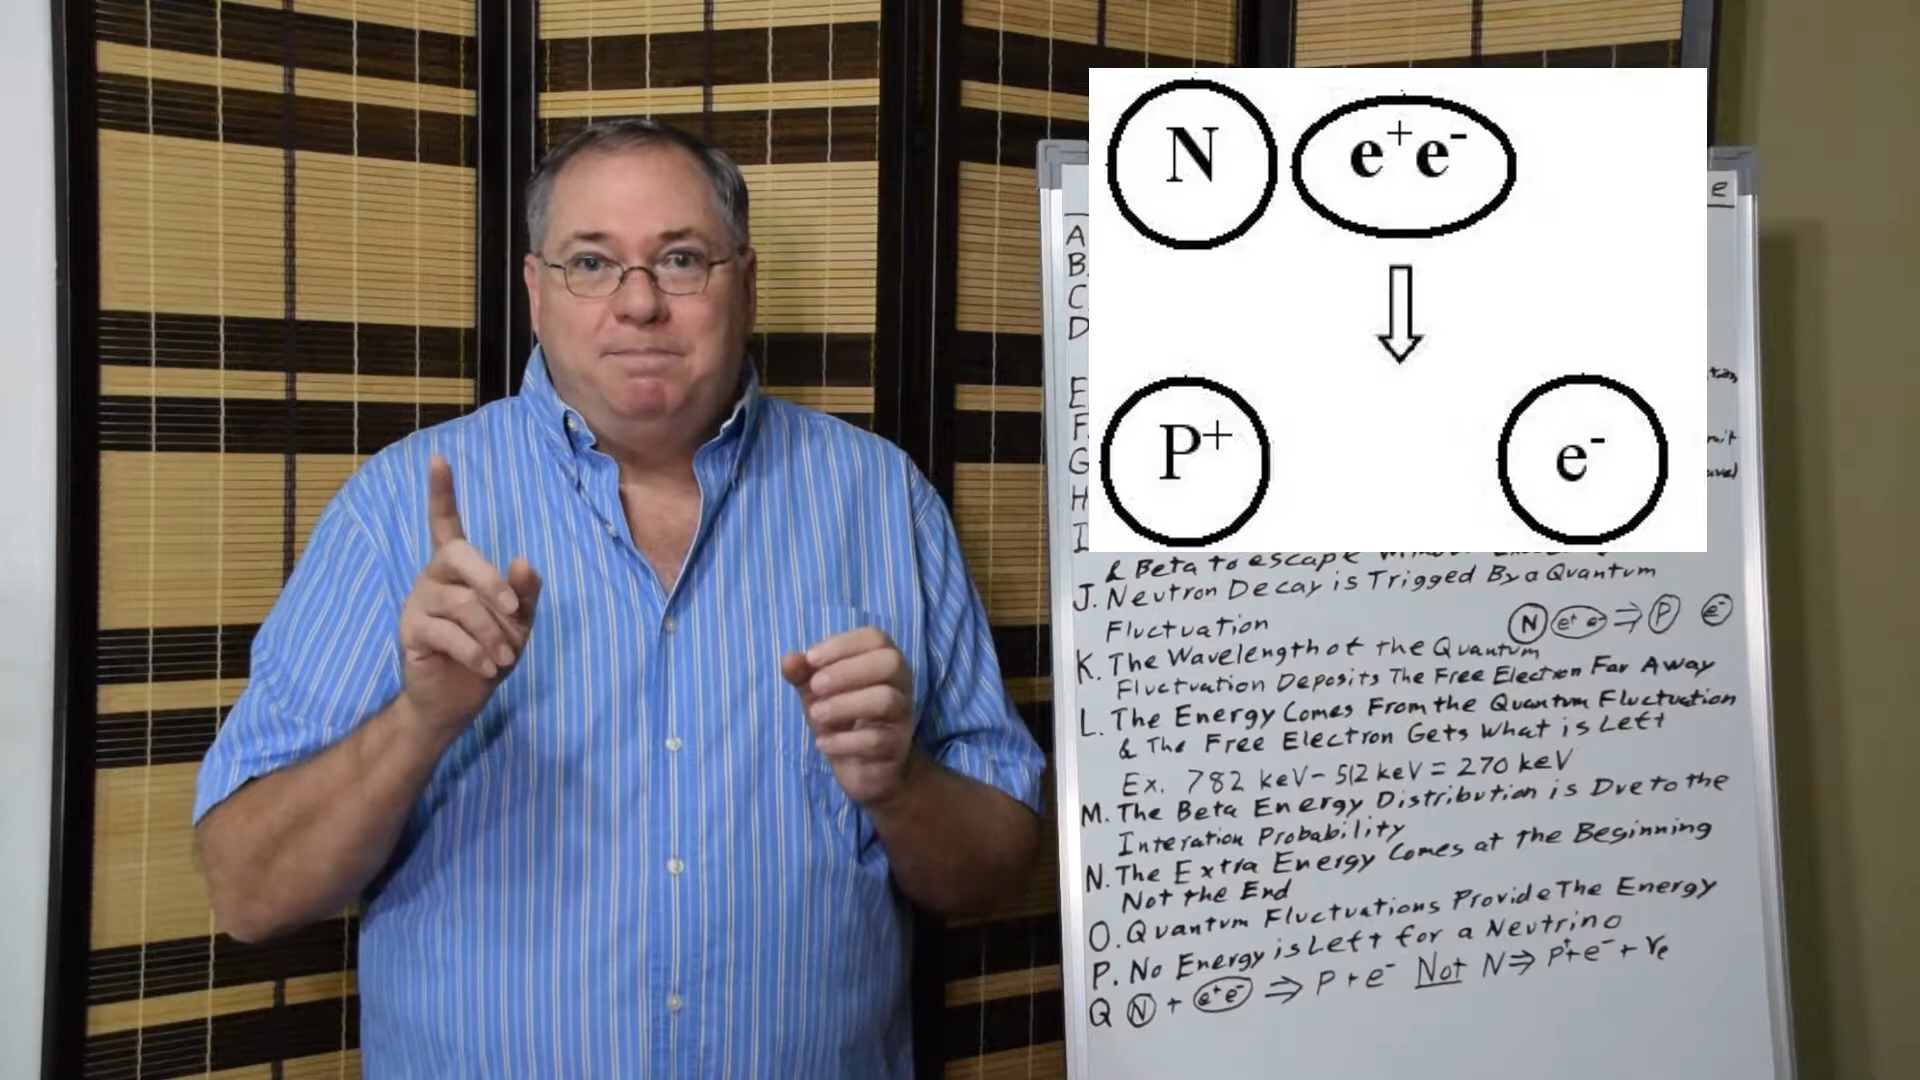 N e+ e-
P+ e-
e
A
B.
C
D
E
F.
G
H
I
& Beta to escape
J. Neutron Decay is Trigged By a Quantum
Fluctuation
N e+ e- ⇒ P e-
K. The Wavelength of the Quantum
Fluctuation Deposits The Free Electron Far Away
L. The Energy Comes From the Quantum Fluctuation
& The Free Electron Gets What is Left
Ex. 782 keV - 512 keV = 270 keV
M. The Beta Energy Distribution is Due to the
Interation Probability
N. The Extra Energy Comes at the Beginning
Not the End
O. Quantum Fluctuations Provide The Energy
P. No Energy is Left for a Neutrino
Q N + e+e- ⇒ P + e- Not N ⇒ P+ + e- + νe